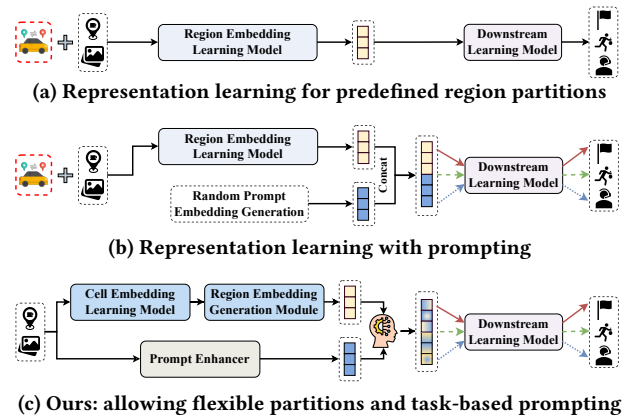 Region Embedding
Learning Model
Downstream
Learning Model
(a) Representation learning for predefined region partitions
Region Embedding
Learning Model
Random Prompt
Embedding Generation
Concat
Downstream
Learning Model
(b) Representation learning with prompting
Cell Embedding
Learning Model
Region Embedding
Generation Module
Prompt Enhancer
Downstream
Learning Model
(c) Ours: allowing flexible partitions and task-based prompting